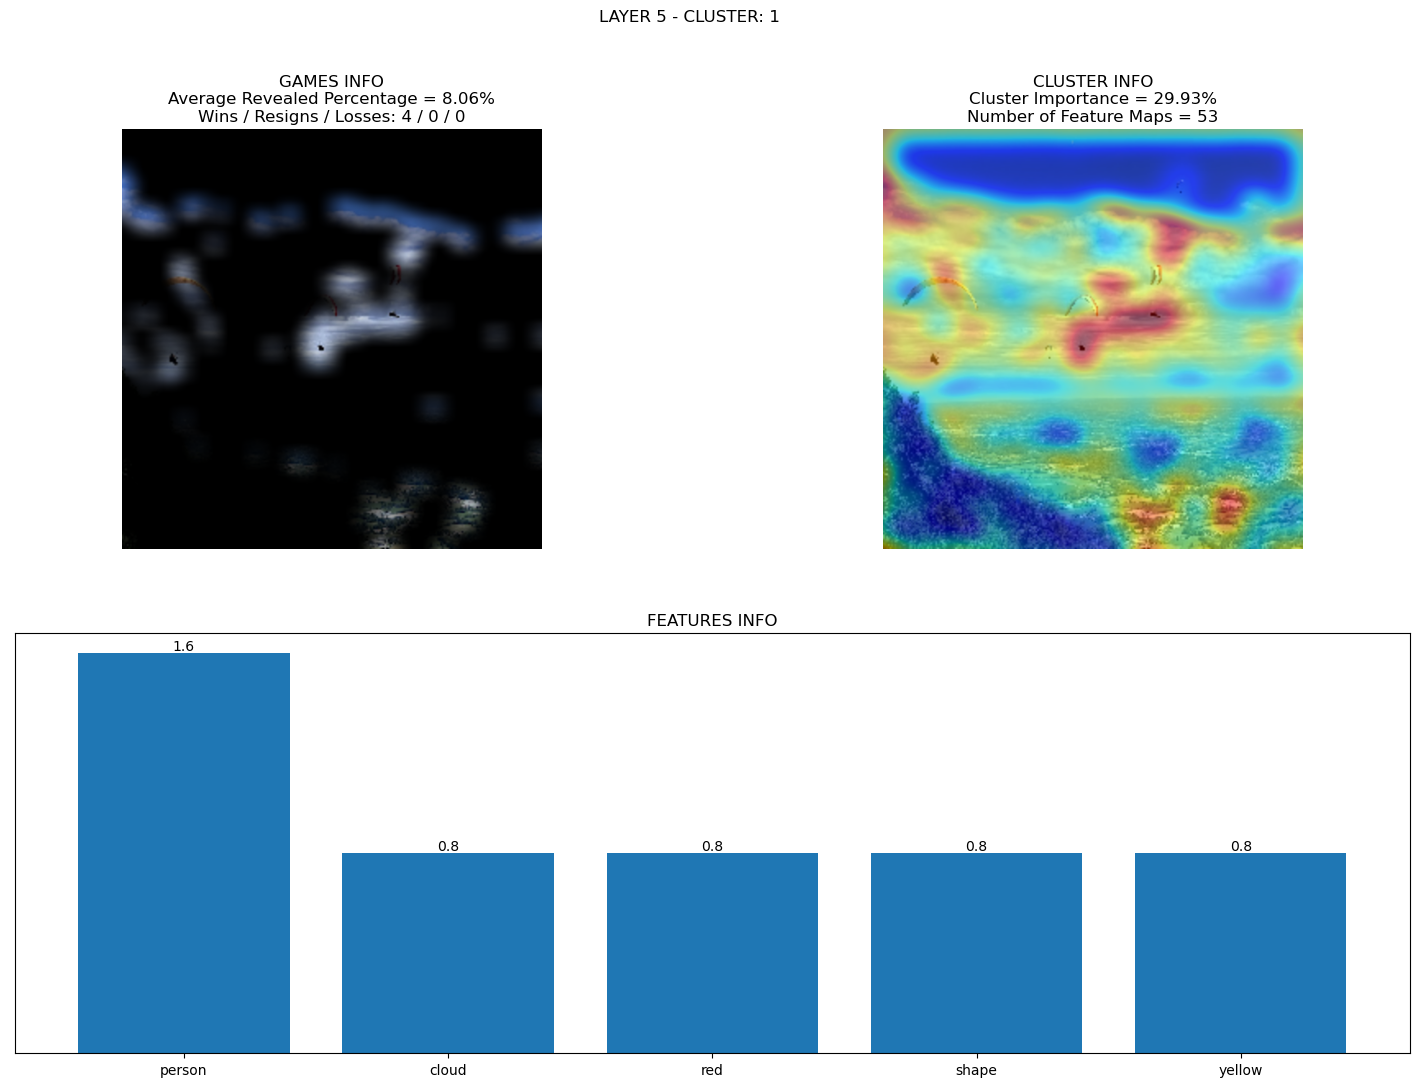 LAYER 5 - CLUSTER: 1
GAMES INFO
Average Revealed Percentage = 8.06%
Wins / Resigns / Losses: 4 / 0 / 0
CLUSTER INFO
Cluster Importance = 29.93%
Number of Feature Maps = 53
FEATURES INFO
1.6
0.8
0.8
0.8
0.8
person
cloud
red
shape
yellow